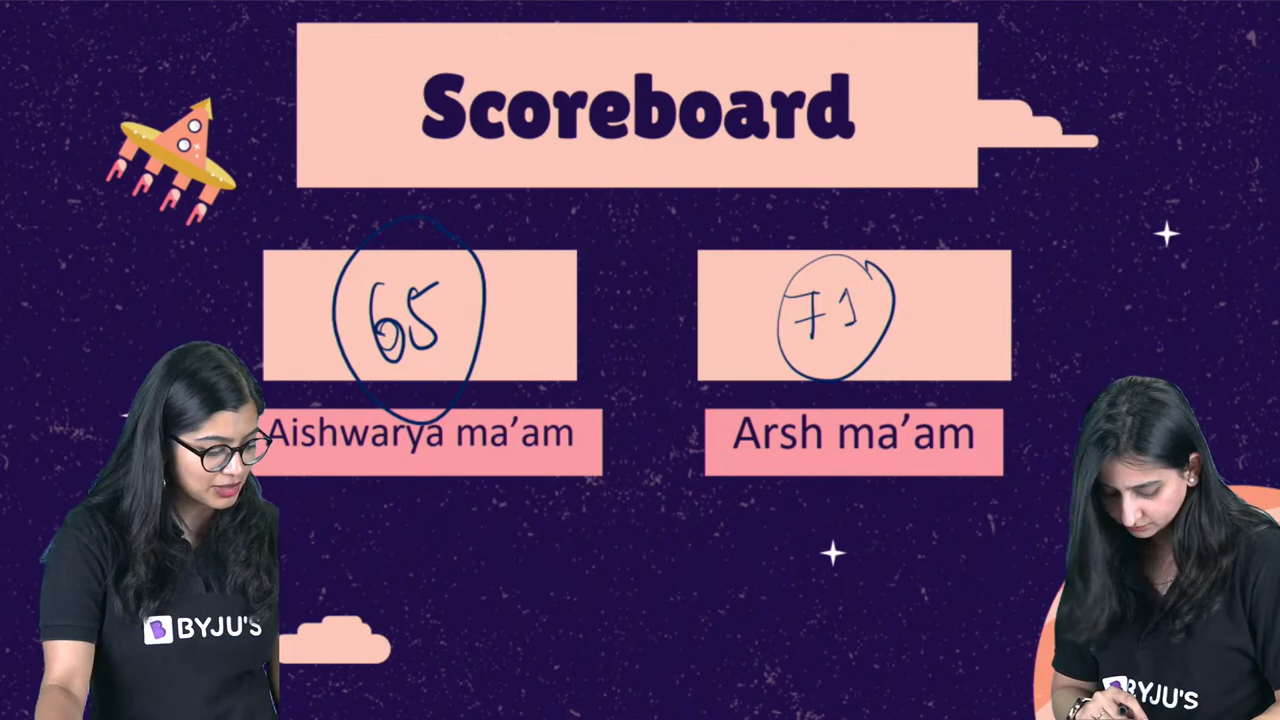 Scoreboard
65
71
Aishwarya ma’am
Arsh ma’am
BYJU'S
BYJU'S